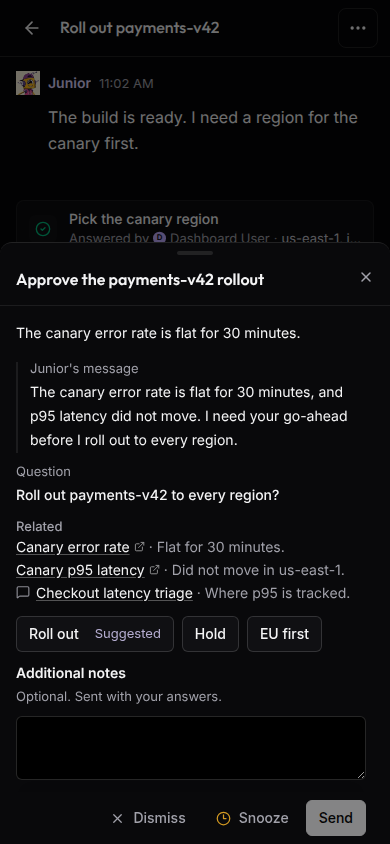 Roll out payments-v42
Junior 11:02 AM
The build is ready. I need a region for the
canary first.
Pick the canary region
Answered by D Dashboard User · us-east-1, i...
Approve the payments-v42 rollout
The canary error rate is flat for 30 minutes.
Junior's message
The canary error rate is flat for 30 minutes, and
p95 latency did not move. I need your go-ahead
before I roll out to every region.
Question
Roll out payments-v42 to every region?
Related
Canary error rate · Flat for 30 minutes.
Canary p95 latency · Did not move in us-east-1.
Checkout latency triage · Where p95 is tracked.
Roll out Suggested Hold EU first
Additional notes
Optional. Sent with your answers.
Dismiss Snooze Send